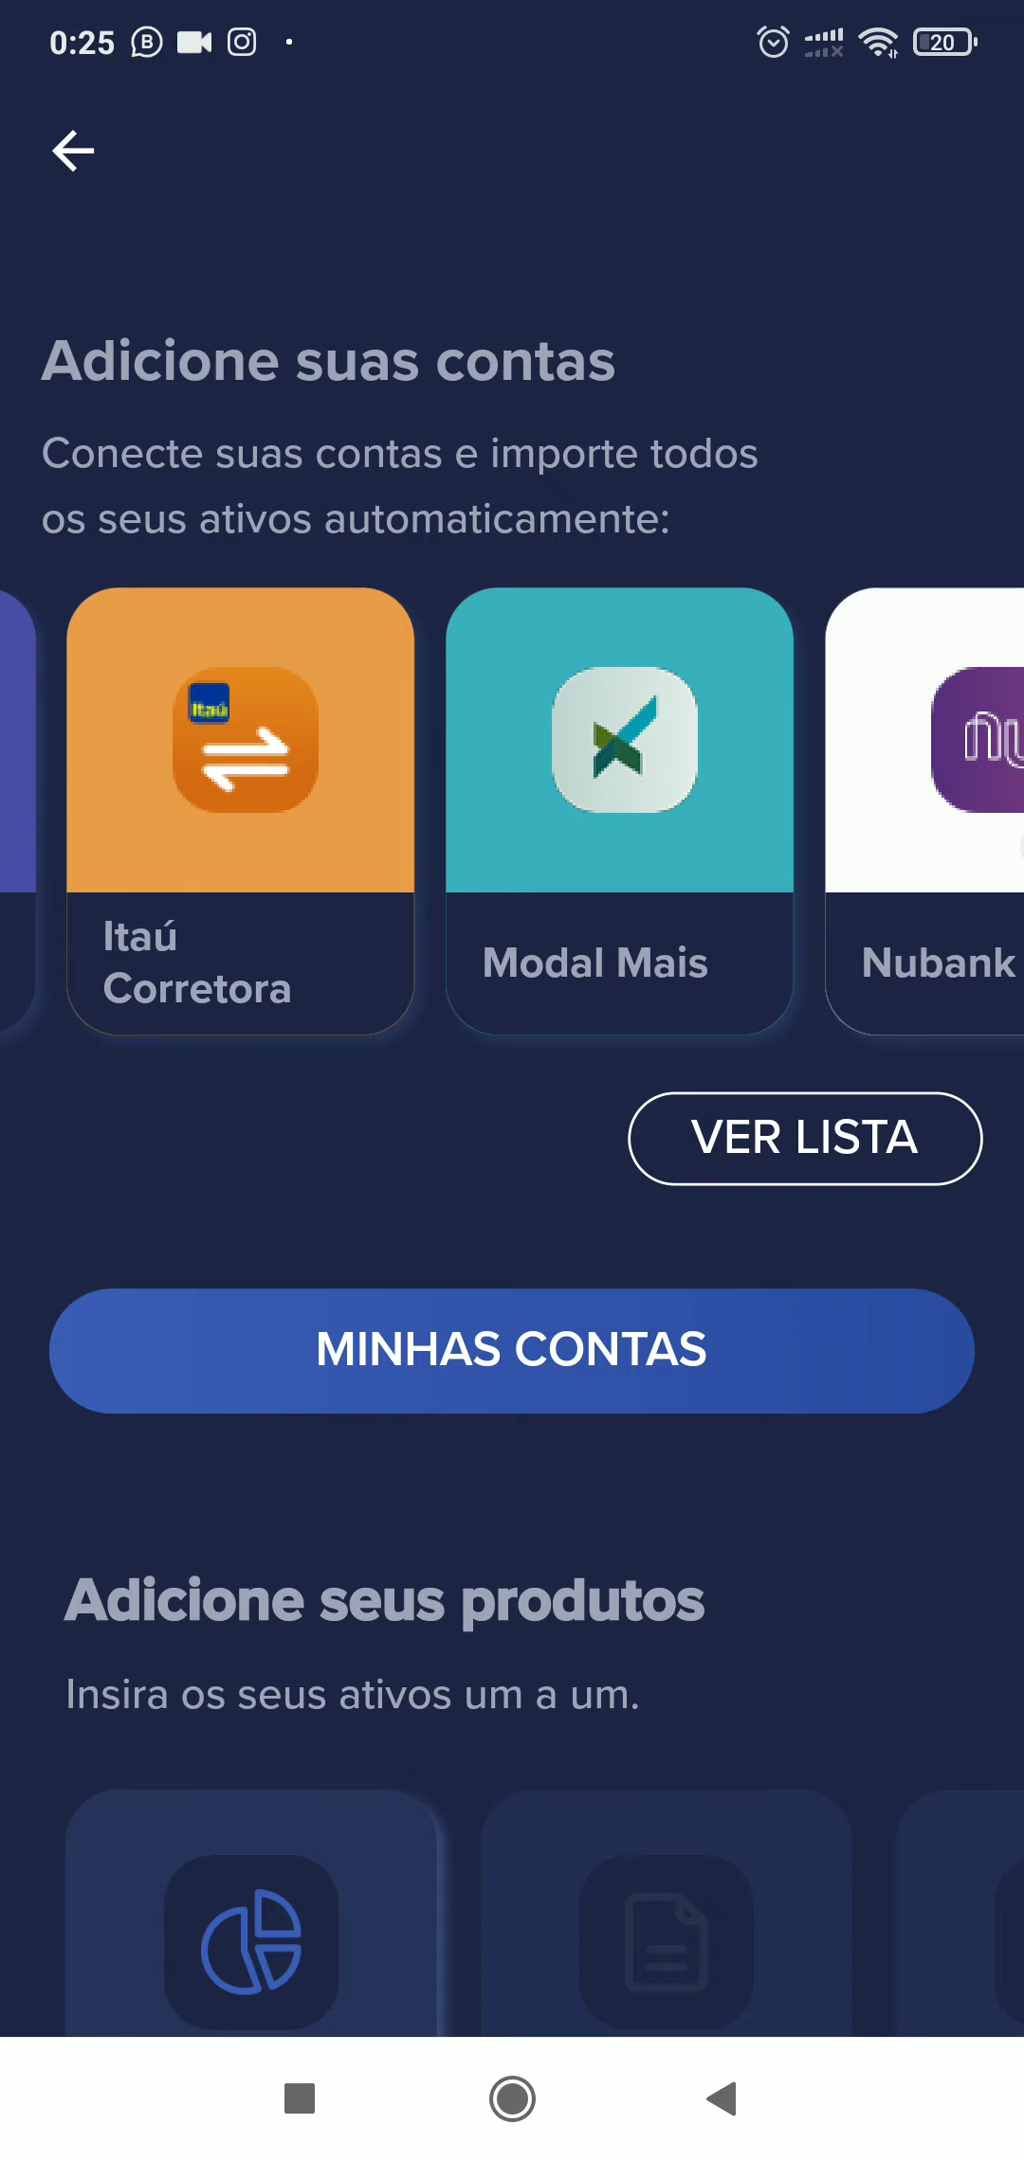 0:25
20
Adicione suas contas
Conecte suas contas e importe todos
os seus ativos automaticamente:
Itaú
Itaú
Corretora
Modal Mais
Nubank
VER LISTA
MINHAS CONTAS
Adicione seus produtos
Insira os seus ativos um a um.